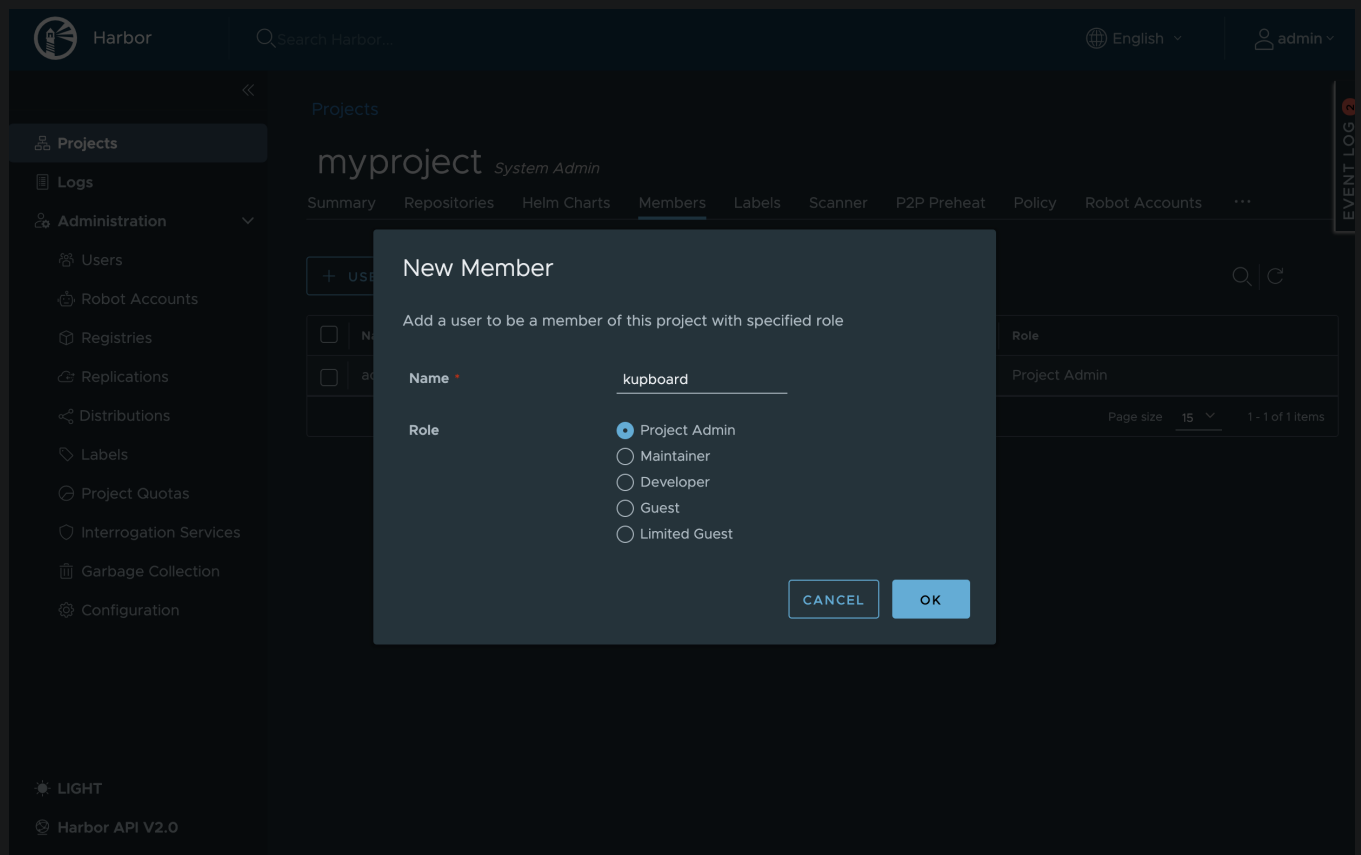 Harbor
Search Harbor...
English
admin
Projects
Logs
Administration
Users
Robot Accounts
Registries
Replications
Distributions
Labels
Project Quotas
Interrogation Services
Garbage Collection
Configuration
LIGHT
Harbor API V2.0
Projects
myproject System Admin
Summary Repositories Helm Charts Members Labels Scanner P2P Preheat Policy Robot Accounts ...
Role
Project Admin
Page size 15 1 - 1 of 1 items
EVENT LOG 2
New Member
Add a user to be a member of this project with specified role
Name * kupboard
Role
Project Admin
Maintainer
Developer
Guest
Limited Guest
CANCEL OK